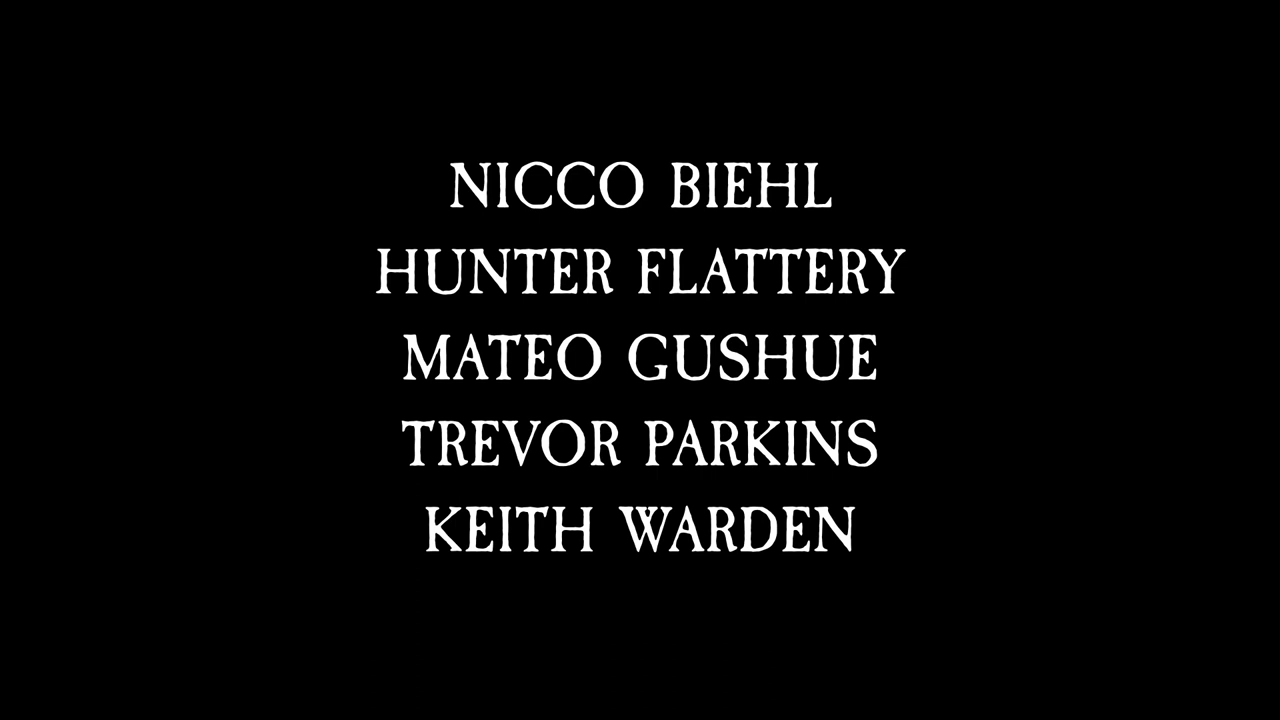 NICCO BIEHL
HUNTER FLATTERY
MATEO GUSHUE
TREVOR PARKINS
KEITH WARDEN